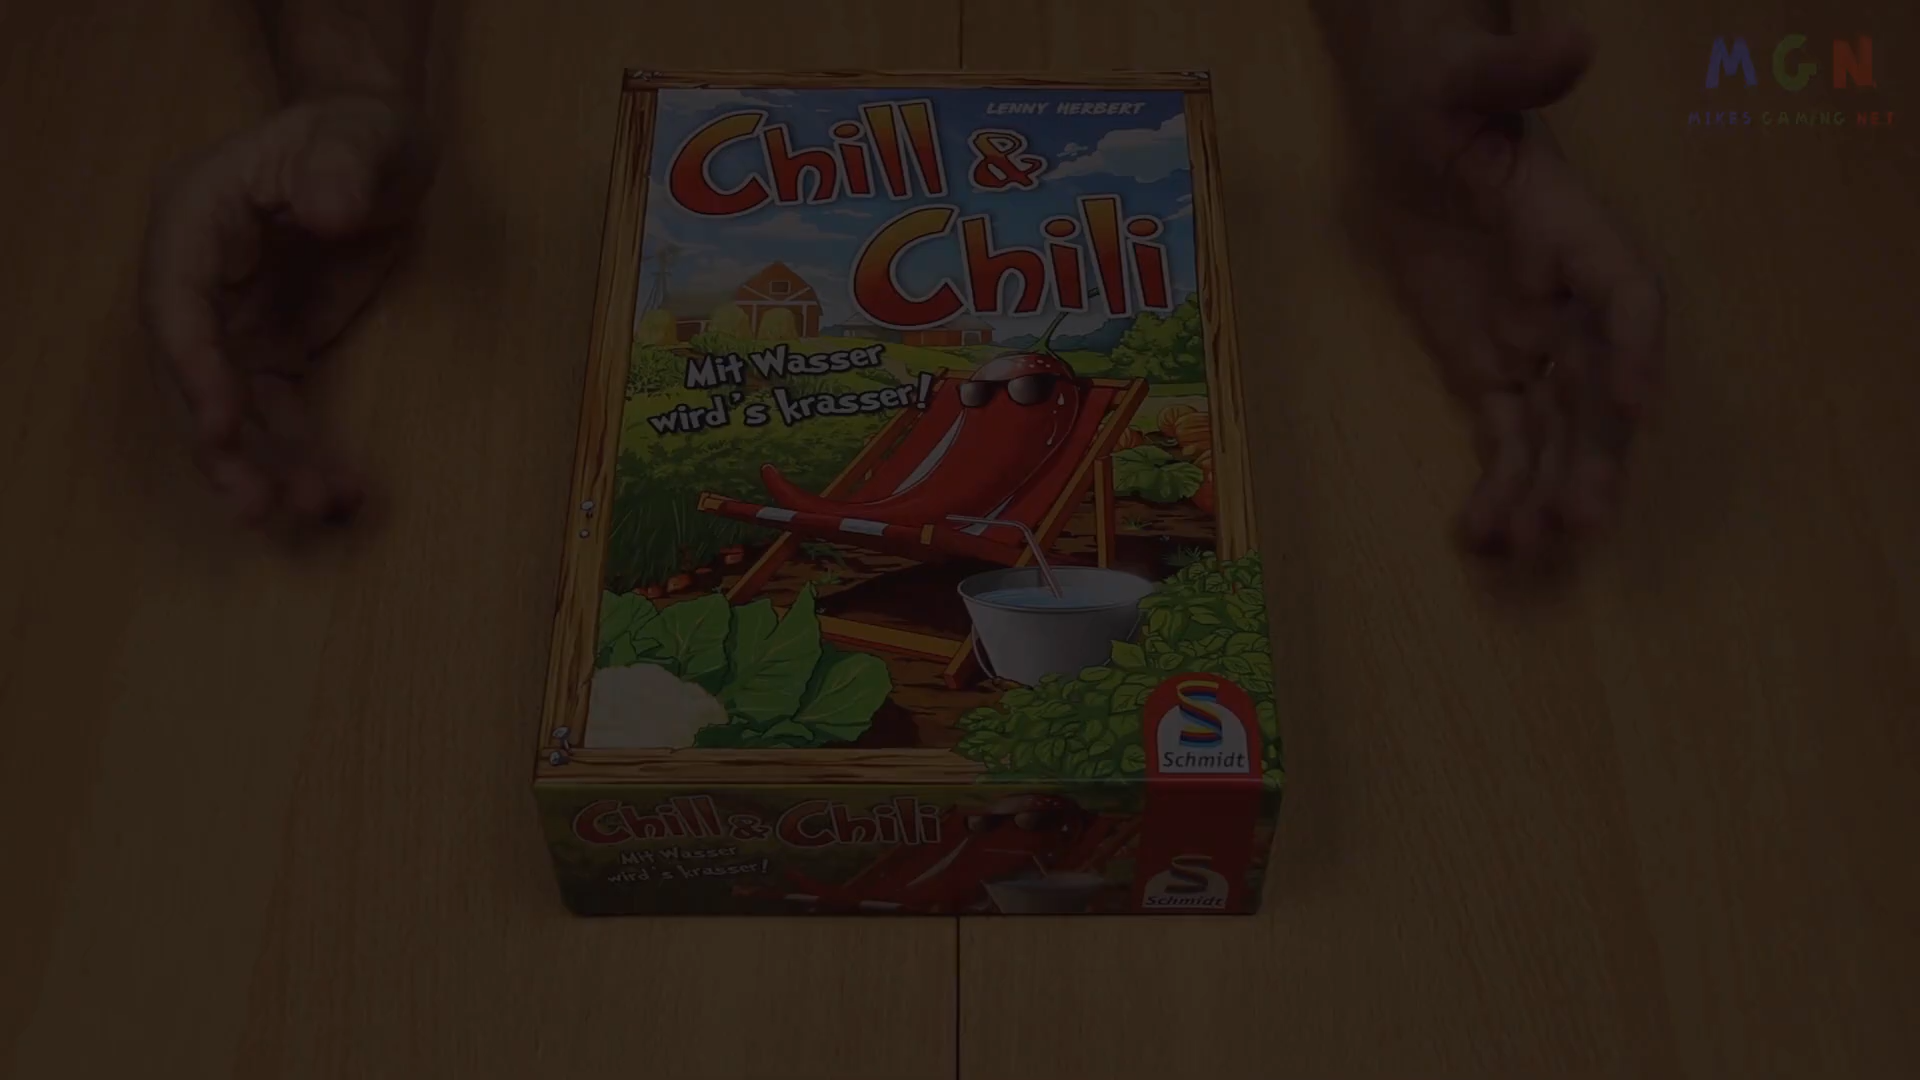 MGN
MIKES GAMING NET
LENNY HERBERT
Chill &
Chili
Mit Wasser
wird's krasser!
Schmidt
Chill & Chili
Mit Wasser
wird's krasser!
Schmidt